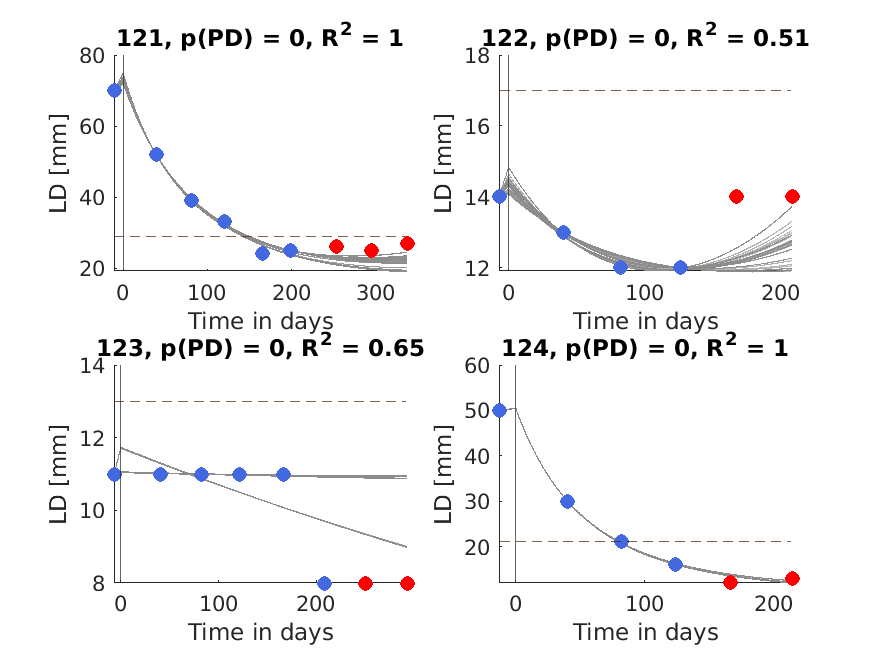 121, p(PD) = 0, R² = 1
LD [mm]
80
60
40
20
0
100
200
300
Time in days
122, p(PD) = 0, R² = 0.51
LD [mm]
18
16
14
12
0
100
200
Time in days
123, p(PD) = 0, R² = 0.65
LD [mm]
14
12
10
8
0
100
200
Time in days
124, p(PD) = 0, R² = 1
LD [mm]
60
50
40
30
20
0
100
200
Time in days